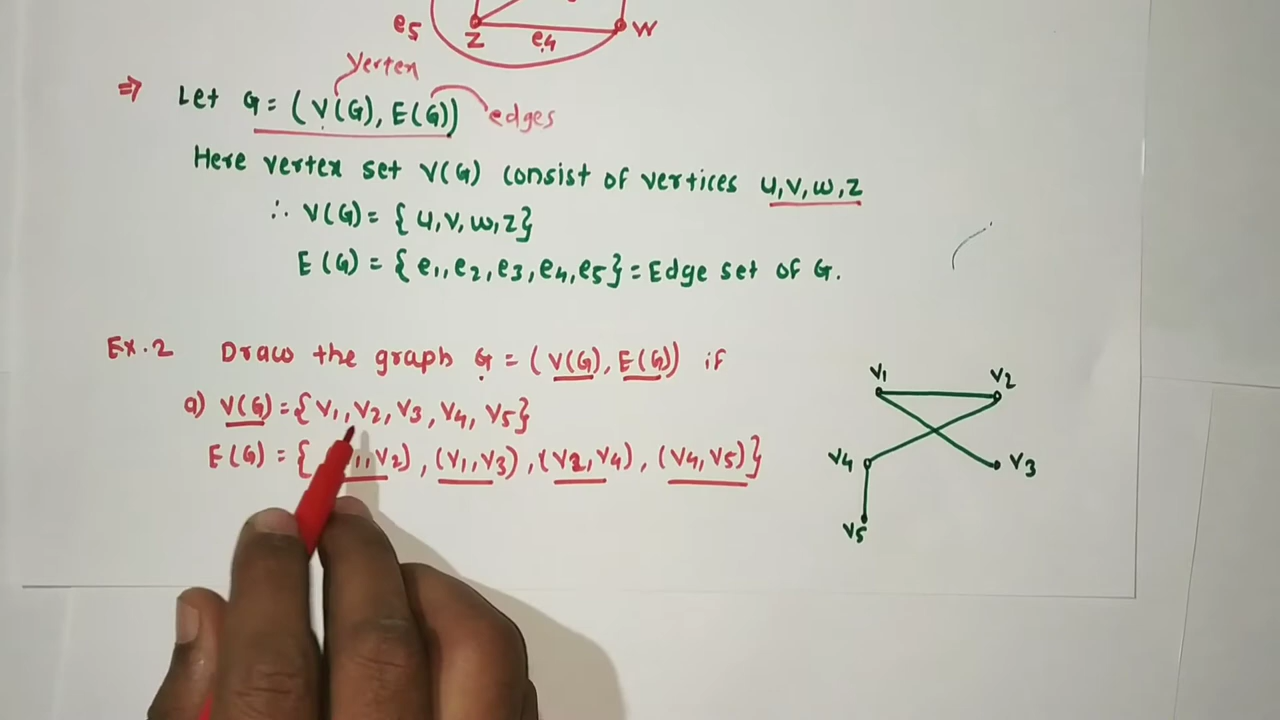 e5 z e4 w
Yertex
⇒ Let G = (V(G), E(G)) edges
Here vertex set V(G) consist of vertices u,v,w,z
∴ V(G) = {u,v,w,z}
E(G) = {e1,e2,e3,e4,e5} = Edge set of G.
Ex.2 Draw the graph G = (V(G), E(G)) if
a) V(G) = {v1,v2,v3,v4,v5}
E(G) = { ,v2), (v1,v3), (v2,v4), (v4,v5)}
v1 v2
v4 v3
v5